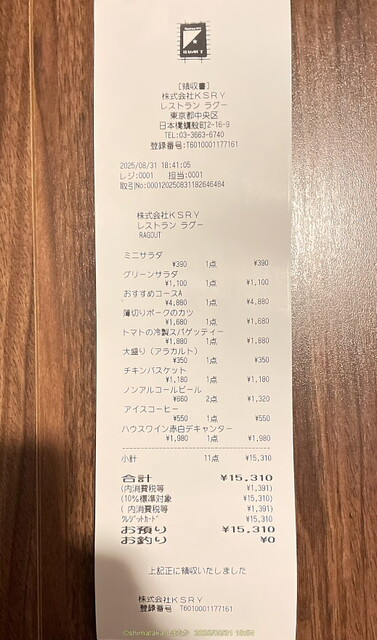 [領収書]
株式会社KSRY
レストラン ラグー
東京都中央区
日本橋蛎殻町2-16-9
TEL:03-3663-6740
登録番号:T6010001177161
2025/08/31 18:41:05
レジ:0001 担当:0001
取引No:000120250831182646484
株式会社KSRY
レストラン ラグー
RAGOUT
ミニサラダ
¥390 1点 ¥390
グリーンサラダ
¥1,100 1点 ¥1,100
おすすめコースA
¥4,880 1点 ¥4,880
薄切りポークのカツ
¥1,680 1点 ¥1,680
トマトの冷製スパゲッティー
¥1,880 1点 ¥1,880
大盛り(アラカルト)
¥350 1点 ¥350
チキンバスケット
¥1,180 1点 ¥1,180
ノンアルコールビール
¥660 2点 ¥1,320
アイスコーヒー
¥550 1点 ¥550
ハウスワイン赤白デキャンター
¥1,980 1点 ¥1,980
小計 11点 ¥15,310
合計 ¥15,310
(内消費税等 ¥1,391)
(10%標準対象 ¥15,310)
( 内消費税等 ¥1,391)
クレジットカード ¥15,310
お預り ¥15,310
お釣り ¥0
上記正に領収いたしました
株式会社KSRY
登録番号 T6010001177161